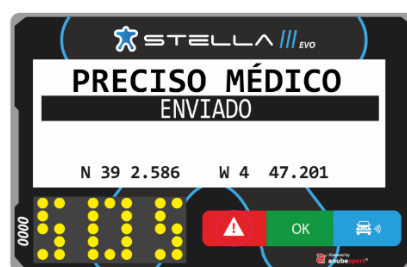 STELLA III EVO
PRECISO MÉDICO
ENVIADO
N 39 2.586 W 4 47.201
0000
SOS
OK
Powered by
anubesport